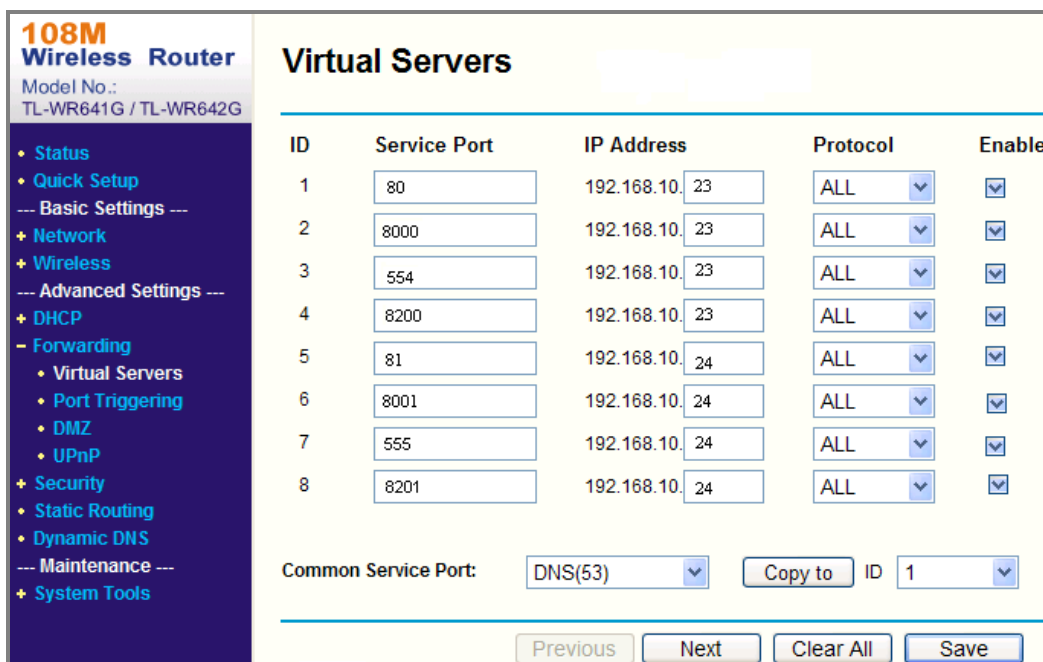 108M
Wireless Router
Model No.:
TL-WR641G / TL-WR642G
Status
Quick Setup
--- Basic Settings ---
+ Network
+ Wireless
--- Advanced Settings ---
+ DHCP
− Forwarding
Virtual Servers
Port Triggering
DMZ
UPnP
+ Security
Static Routing
Dynamic DNS
--- Maintenance ---
+ System Tools
Virtual Servers
ID Service Port IP Address Protocol Enable
1 80 192.168.10. 23 ALL
2 8000 192.168.10. 23 ALL
3 554 192.168.10. 23 ALL
4 8200 192.168.10. 23 ALL
5 81 192.168.10. 24 ALL
6 8001 192.168.10. 24 ALL
7 555 192.168.10. 24 ALL
8 8201 192.168.10. 24 ALL
Common Service Port: DNS(53) Copy to ID 1
Previous Next Clear All Save